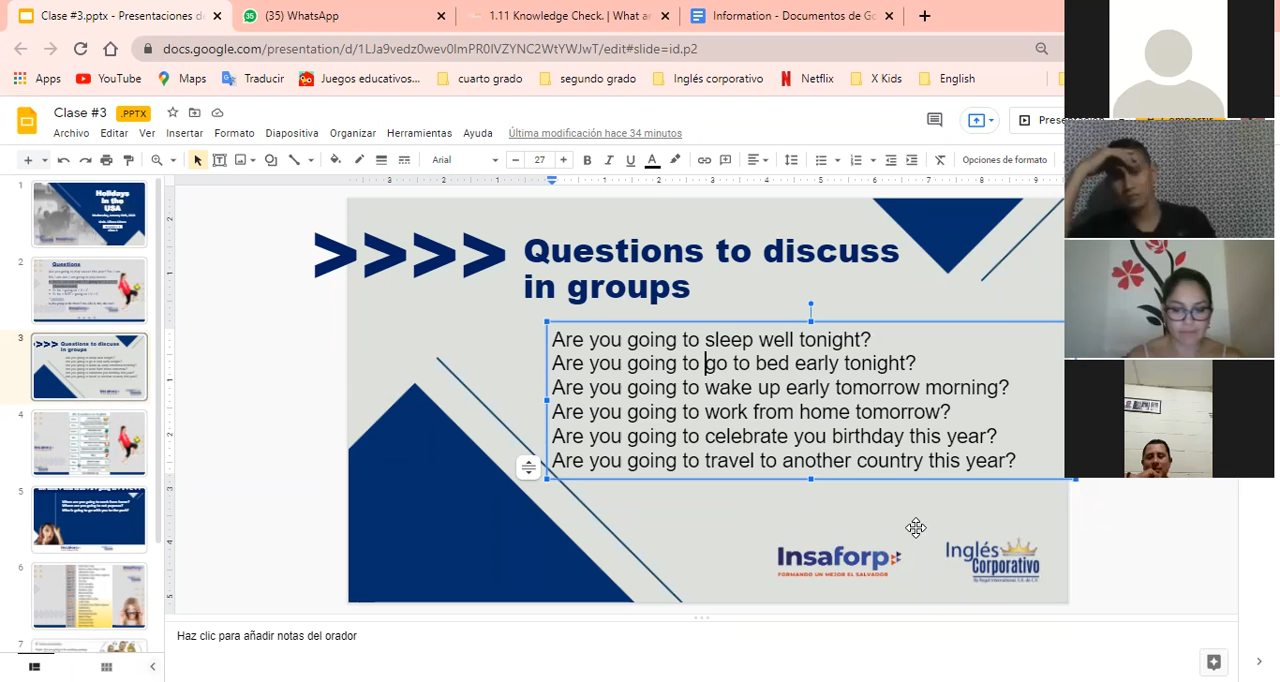 Clase #3.pptx - Presentaciones de
(35) WhatsApp
1.11 Knowledge Check. | What a
Information - Documentos de Go
docs.google.com/presentation/d/1LJa9vedz0wev0ImPR0IVZYNC2WtYWJwT/edit#slide=id.p2
Apps
YouTube
Maps
Traducir
Juegos educativos...
cuarto grado
segundo grado
Inglés corporativo
Netflix
X Kids
English
Clase #3
.PPTX
Archivo
Editar
Ver
Insertar
Formato
Diapositiva
Organizar
Herramientas
Ayuda
Última modificación hace 34 minutos
Arial
27
Opciones de formato
1
Holidays
in the
USA
2
Questions
3
Questions to discuss
in groups
4
5
6
7
>>>>
Questions to discuss
in groups
Are you going to sleep well tonight?
Are you going to go to bed early tonight?
Are you going to wake up early tomorrow morning?
Are you going to work from home tomorrow?
Are you going to celebrate you birthday this year?
Are you going to travel to another country this year?
Insaforp
FORMANDO UN MEJOR EL SALVADOR
Inglés
Corporativo
Haz clic para añadir notas del orador